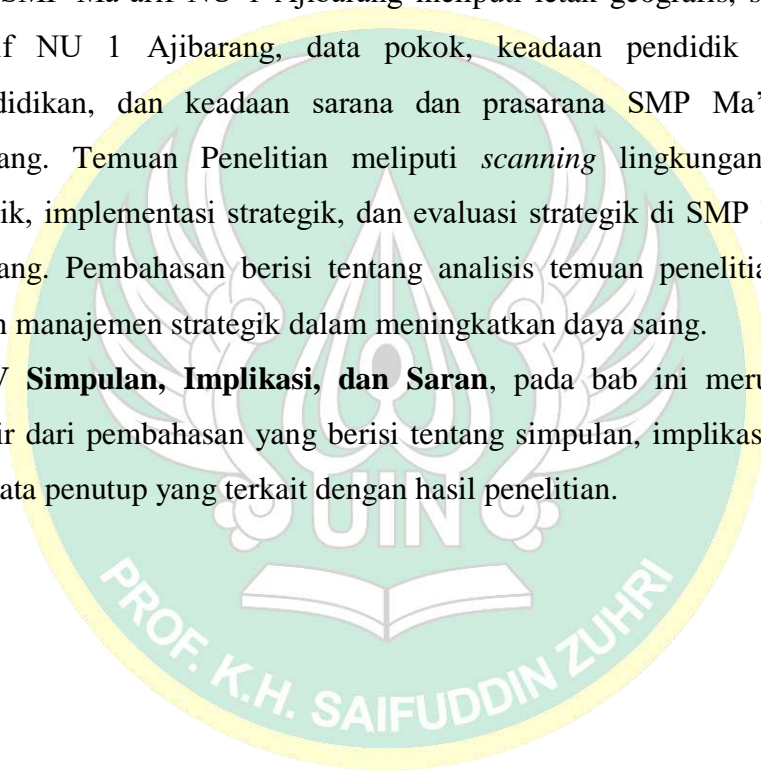 SMP Ma'arif NU 1 Ajibarang meliputi letak geografis, s
if NU 1 Ajibarang, data pokok, keadaan pendidik
didikan, dan keadaan sarana dan prasarana SMP Ma'
ang. Temuan Penelitian meliputi scanning lingkungan
ik, implementasi strategik, dan evaluasi strategik di SMP
ang. Pembahasan berisi tentang analisis temuan penelitia
n manajemen strategik dalam meningkatkan daya saing.
V Simpulan, Implikasi, dan Saran, pada bab ini meru
ir dari pembahasan yang berisi tentang simpulan, implikas
ata penutup yang terkait dengan hasil penelitian.
UIN
PROF. K.H. SAIFUDDIN ZUHRI